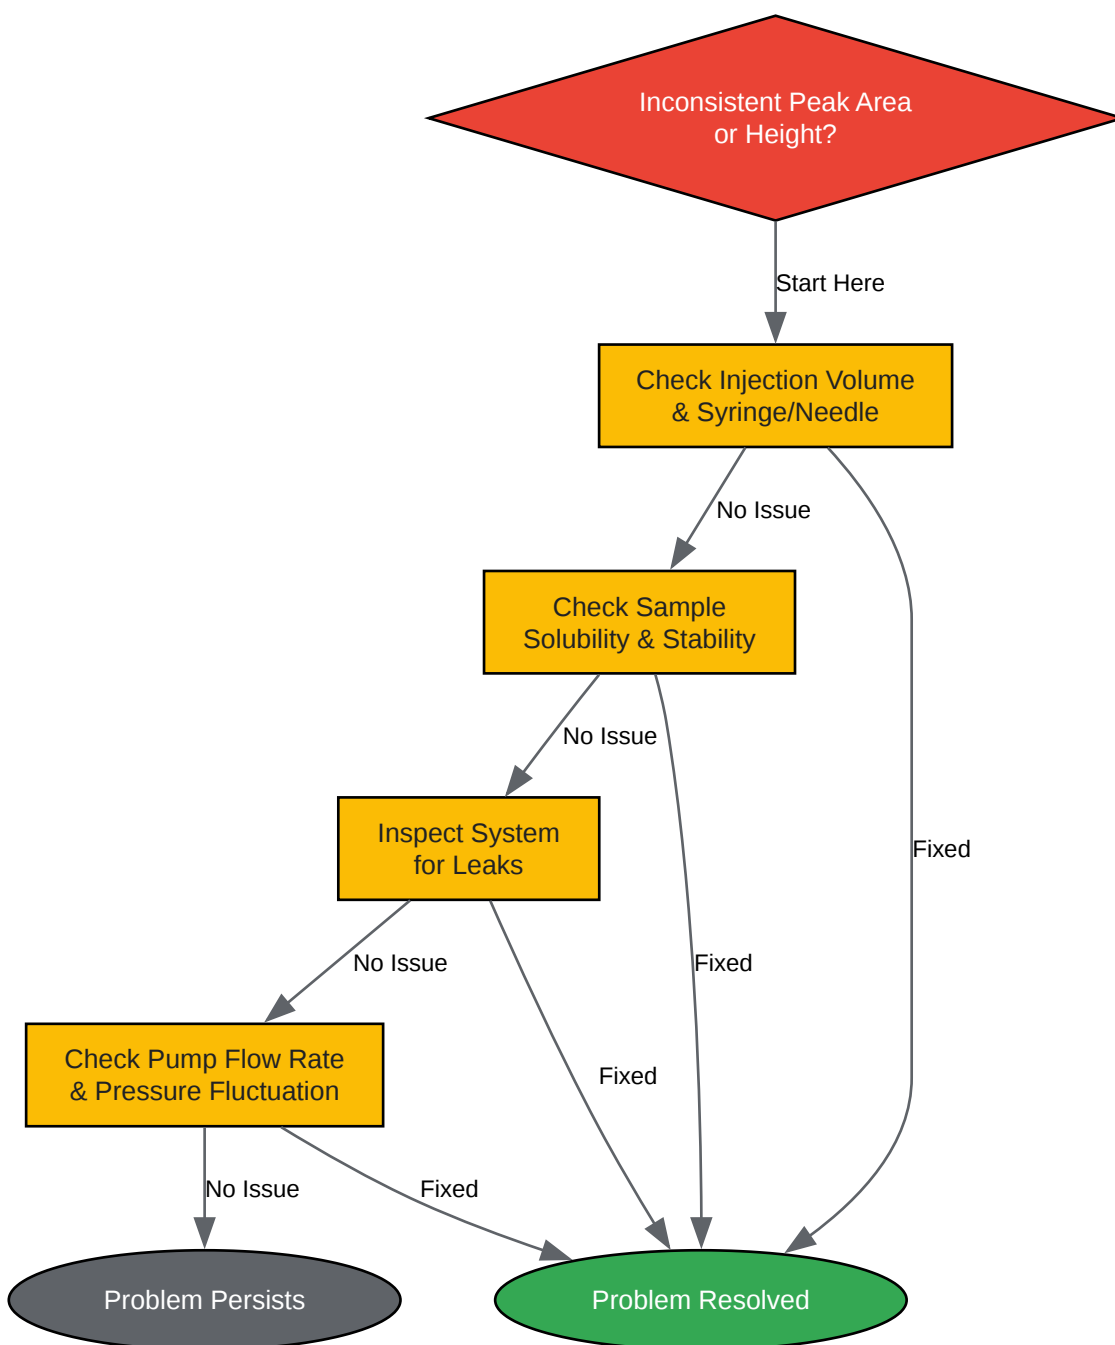 Inconsistent Peak Area
or Height?
Start Here
Check Injection Volume
& Syringe/Needle
No Issue
Check Sample
Solubility & Stability
No Issue
Inspect System
for Leaks
Fixed
No Issue
Fixed
Check Pump Flow Rate
& Pressure Fluctuation
Fixed
No Issue
Fixed
Problem Persists
Problem Resolved